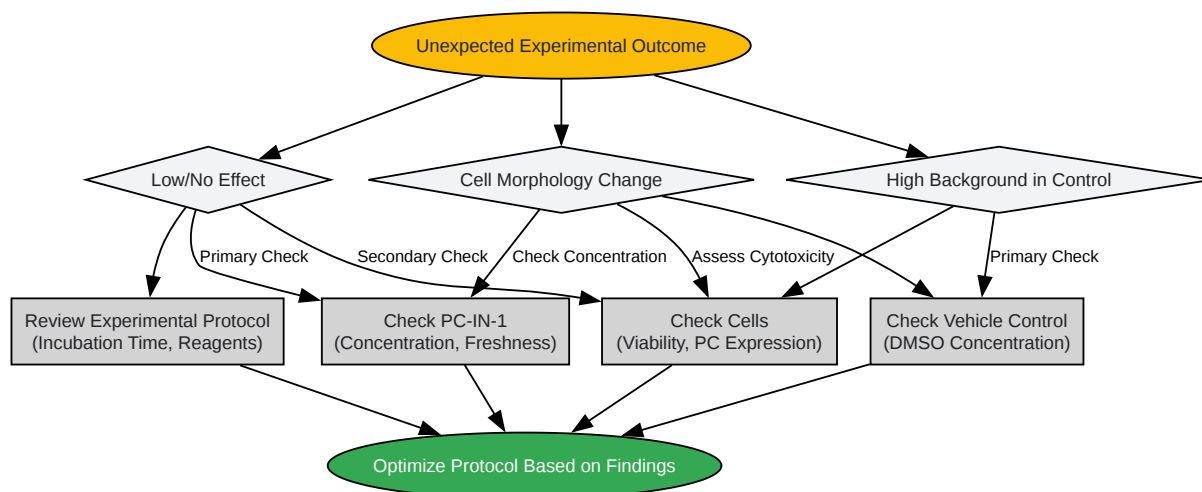 Unexpected Experimental Outcome
Low/No Effect
Cell Morphology Change
High Background in Control
Primary Check
Secondary Check
Check Concentration
Assess Cytotoxicity
Primary Check
Review Experimental Protocol
(Incubation Time, Reagents)
Check PC-IN-1
(Concentration, Freshness)
Check Cells
(Viability, PC Expression)
Check Vehicle Control
(DMSO Concentration)
Optimize Protocol Based on Findings